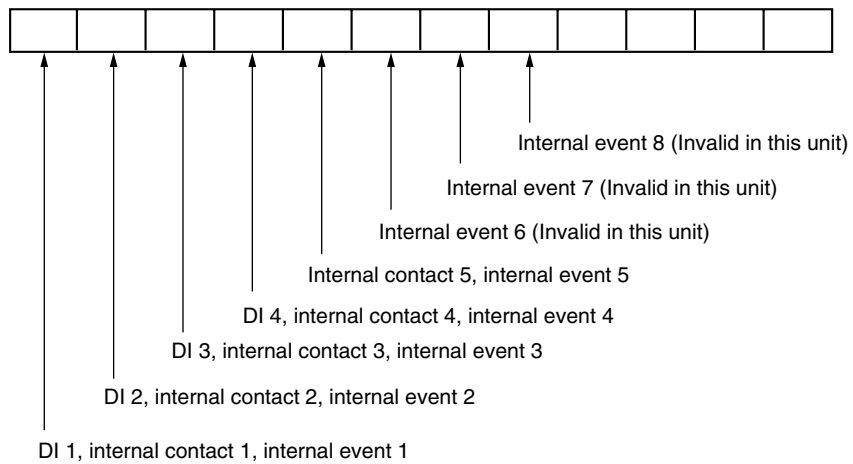 Internal event 8 (Invalid in this unit)
Internal event 7 (Invalid in this unit)
Internal event 6 (Invalid in this unit)
Internal contact 5, internal event 5
DI 4, internal contact 4, internal event 4
DI 3, internal contact 3, internal event 3
DI 2, internal contact 2, internal event 2
DI 1, internal contact 1, internal event 1